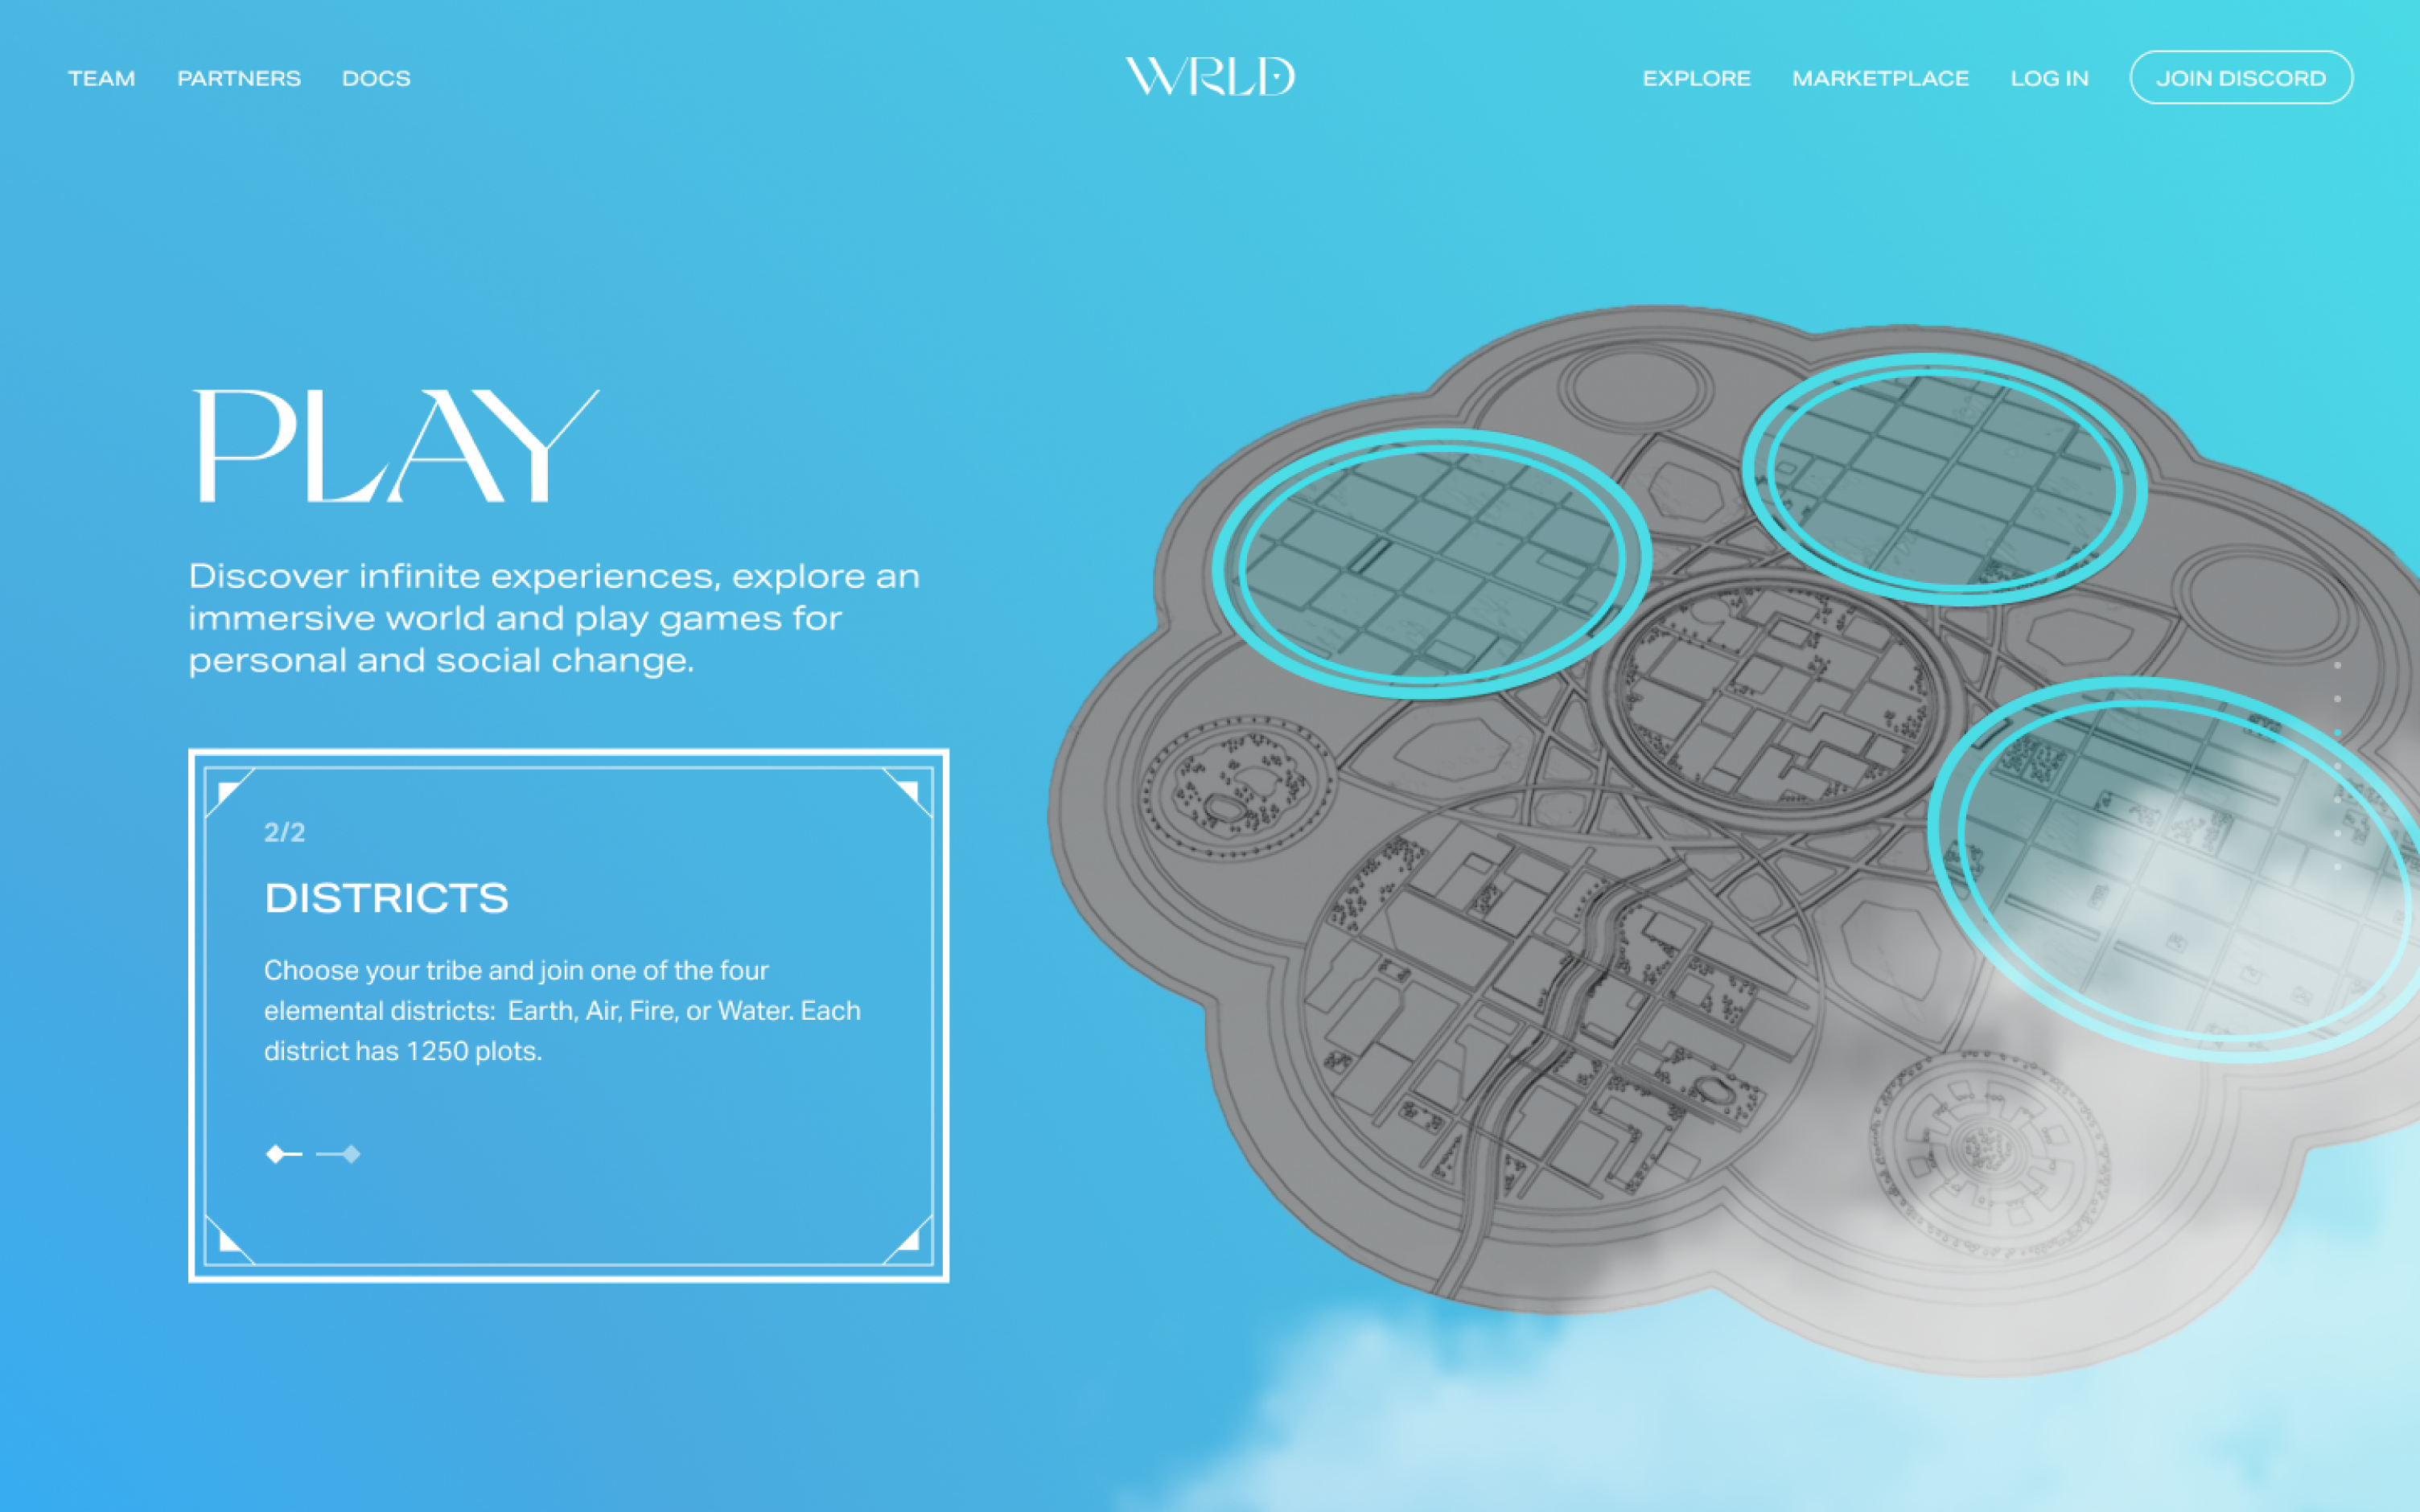 TEAM PARTNERS DOCS WRLD EXPLORE MARKETPLACE LOG IN JOIN DISCORD
PLAY
Discover infinite experiences, explore an
immersive world and play games for
personal and social change.
2/2
DISTRICTS
Choose your tribe and join one of the four
elemental districts:  Earth, Air, Fire, or Water. Each
district has 1250 plots.